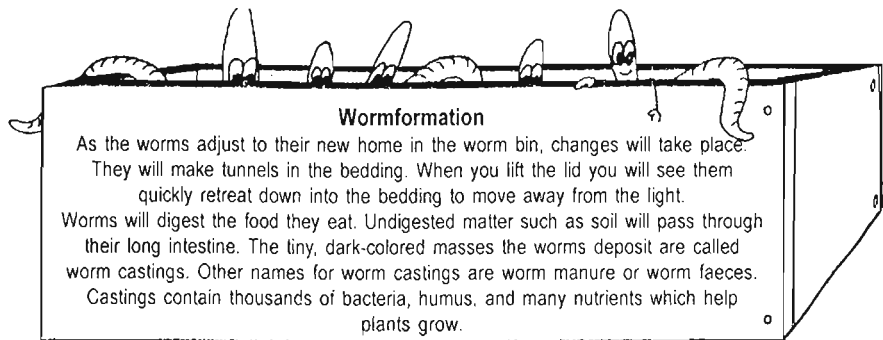 Wormformation
As the worms adjust to their new home in the worm bin, changes will take place.
They will make tunnels in the bedding. When you lift the lid you will see them
quickly retreat down into the bedding to move away from the light.
Worms will digest the food they eat. Undigested matter such as soil will pass through
their long intestine. The tiny, dark-colored masses the worms deposit are called
worm castings. Other names for worm castings are worm manure or worm faeces.
Castings contain thousands of bacteria, humus, and many nutrients which help
plants grow.